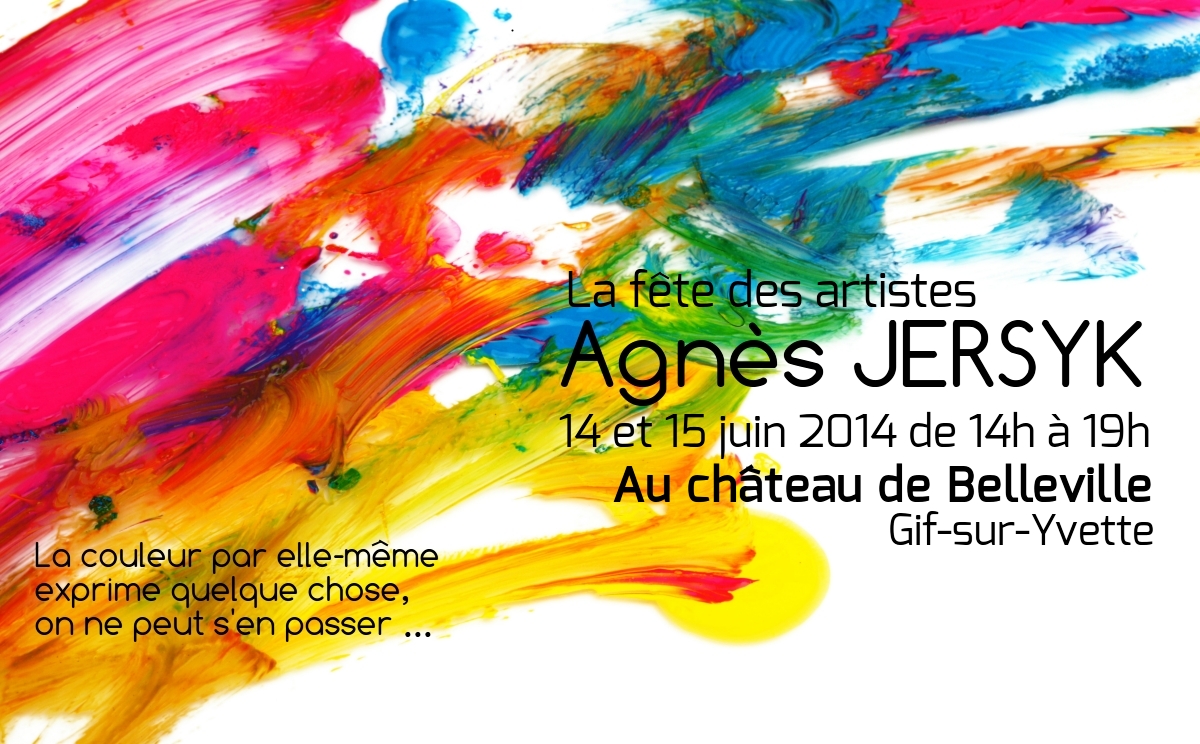 La fête des artistes
Agnès JERSYK
14 et 15 juin 2014 de 14h à 19h
Au château de Belleville
Gif-sur-Yvette
La couleur par elle-même
exprime quelque chose,
on ne peut s'en passer ...